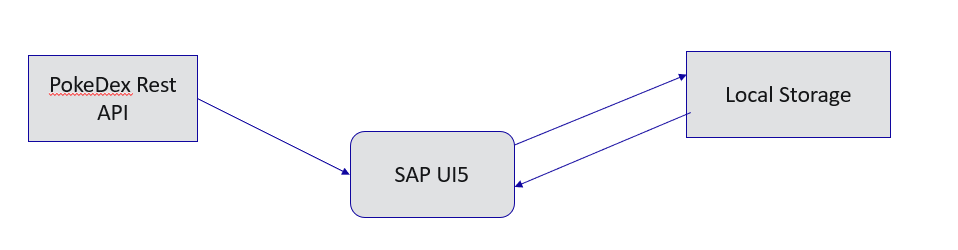 PokeDex Rest
API
Local Storage
SAP UI5